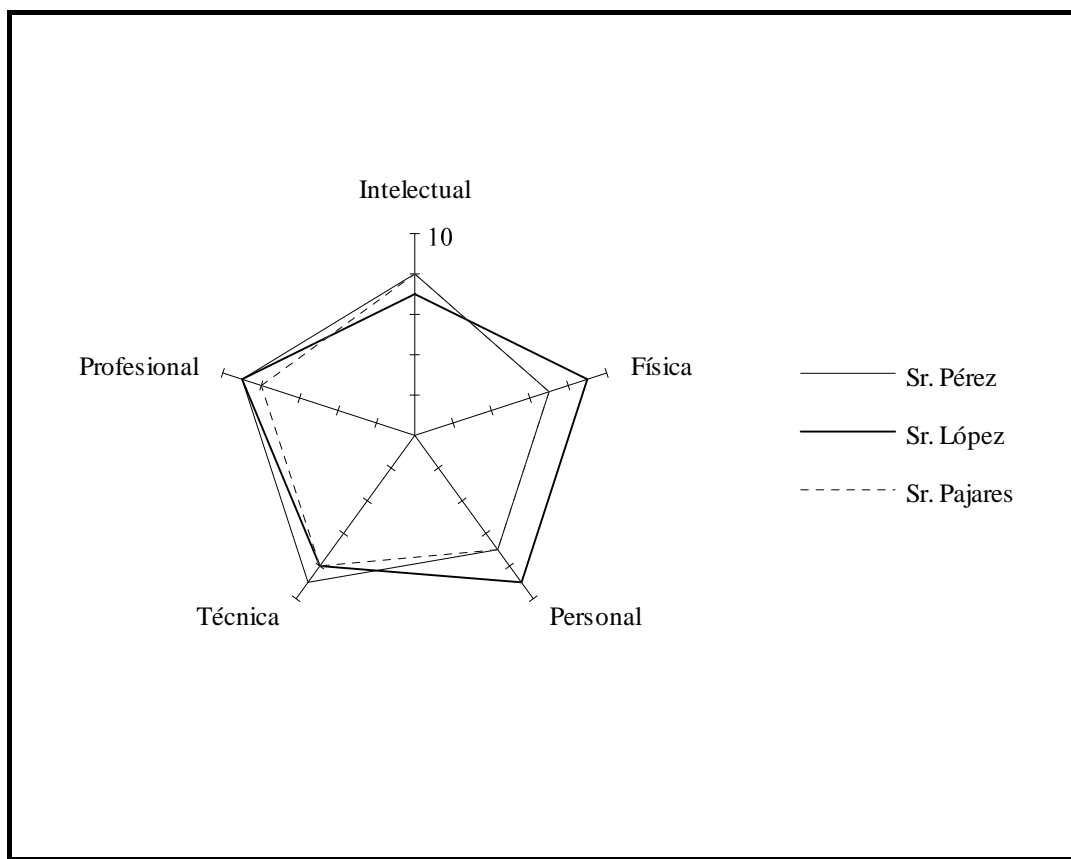 Intelectual
10
Profesional
Física
Técnica
Personal
Sr. Pérez
Sr. López
Sr. Pajares